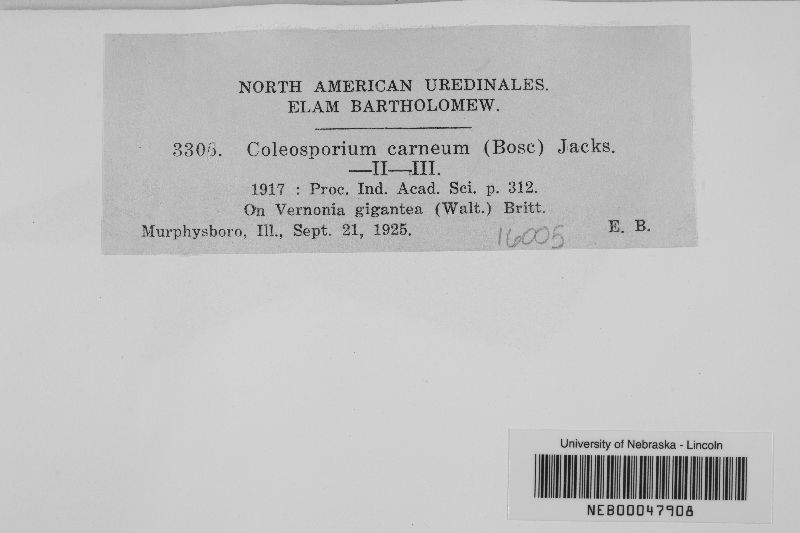 NORTH AMERICAN UREDINALES.
ELAM BARTHOLOMEW.
3306. Coleosporium carneum (Bosc) Jacks.
—II—III.
1917 : Proc. Ind. Acad. Sci. p. 312.
On Vernonia gigantea (Walt.) Britt.
Murphysboro, Ill., Sept. 21, 1925. E. B.
16005
University of Nebraska - Lincoln
NEB00047908